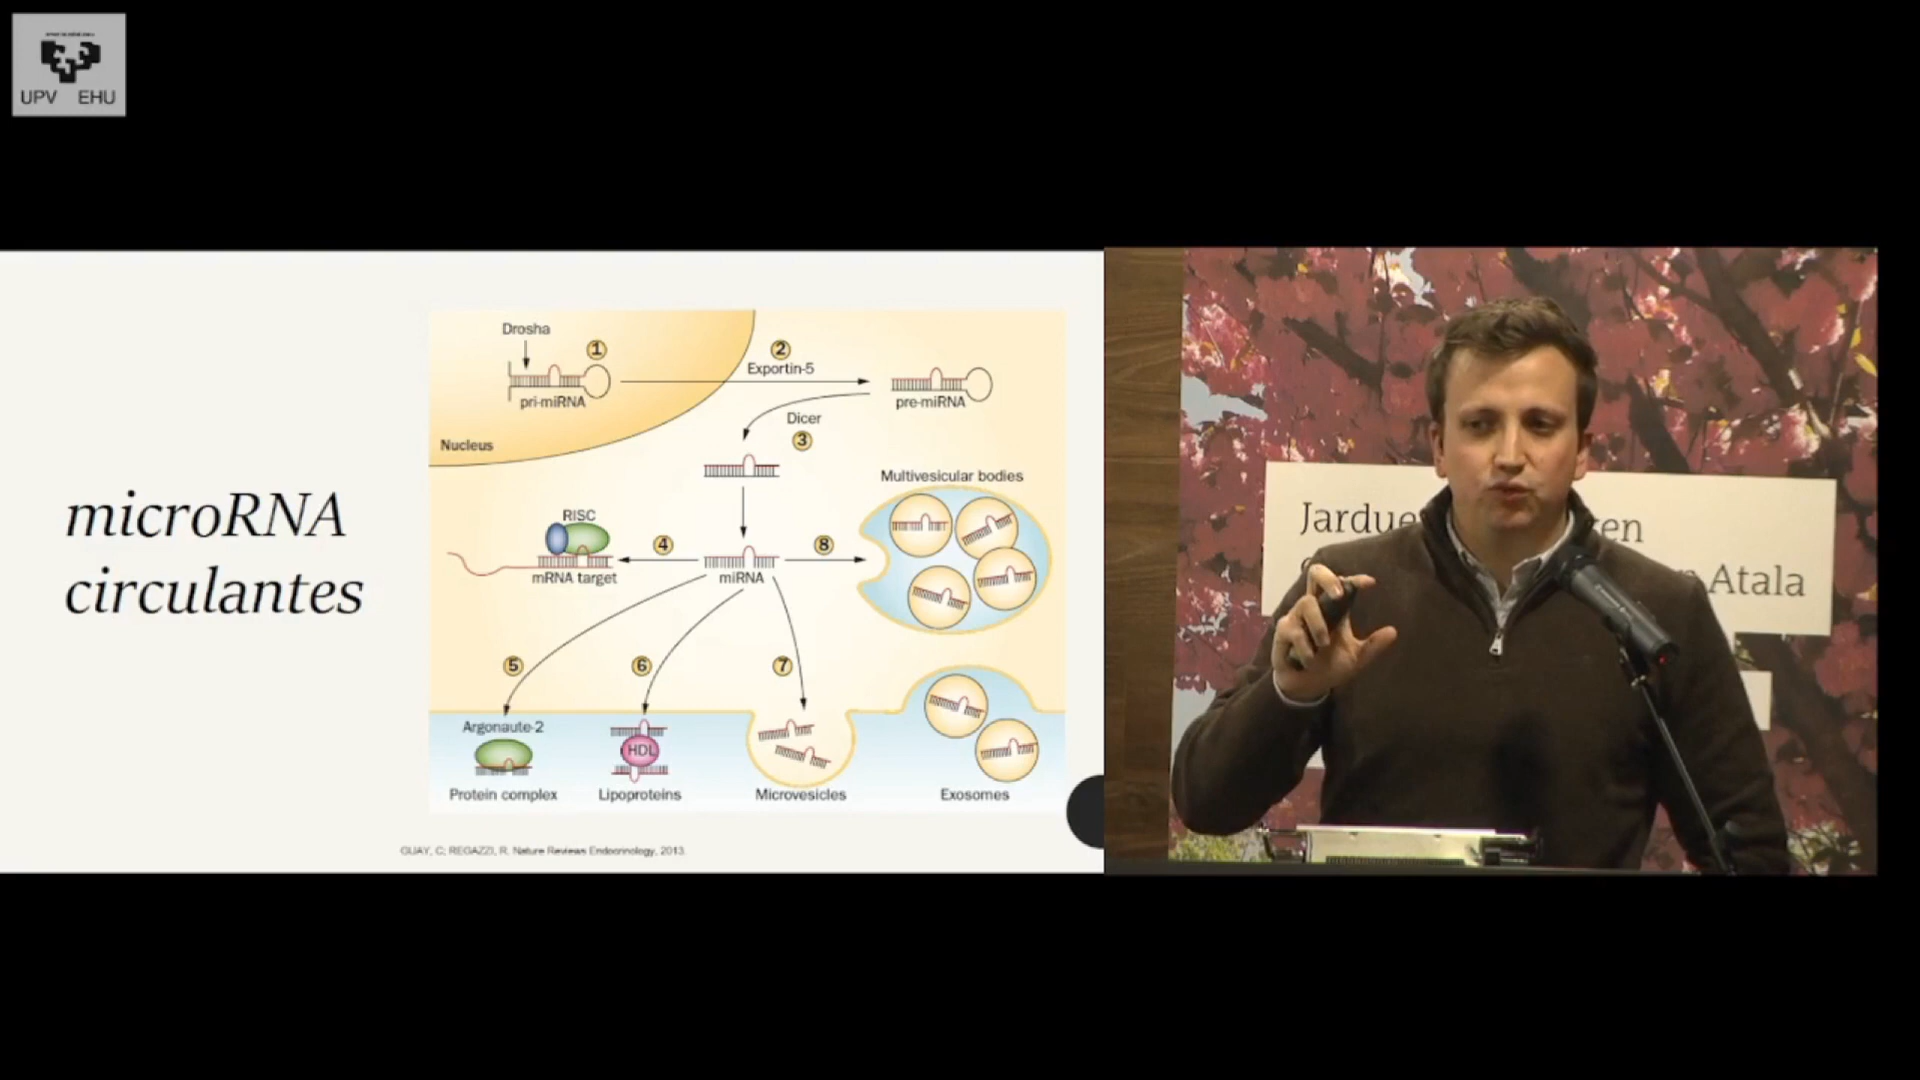 UPV EHU
microRNA
circulantes
Drosha
1
pri-miRNA
Nucleus
2
Exportin-5
pre-miRNA
Dicer
3
Multivesicular bodies
RISC
4
mRNA target
miRNA
8
5
6
7
Argonaute-2
HDL
Protein complex
Lipoproteins
Microvesicles
Exosomes
GUAY, C; REGAZZI, R. Nature Reviews Endocrinology, 2013.
Atala